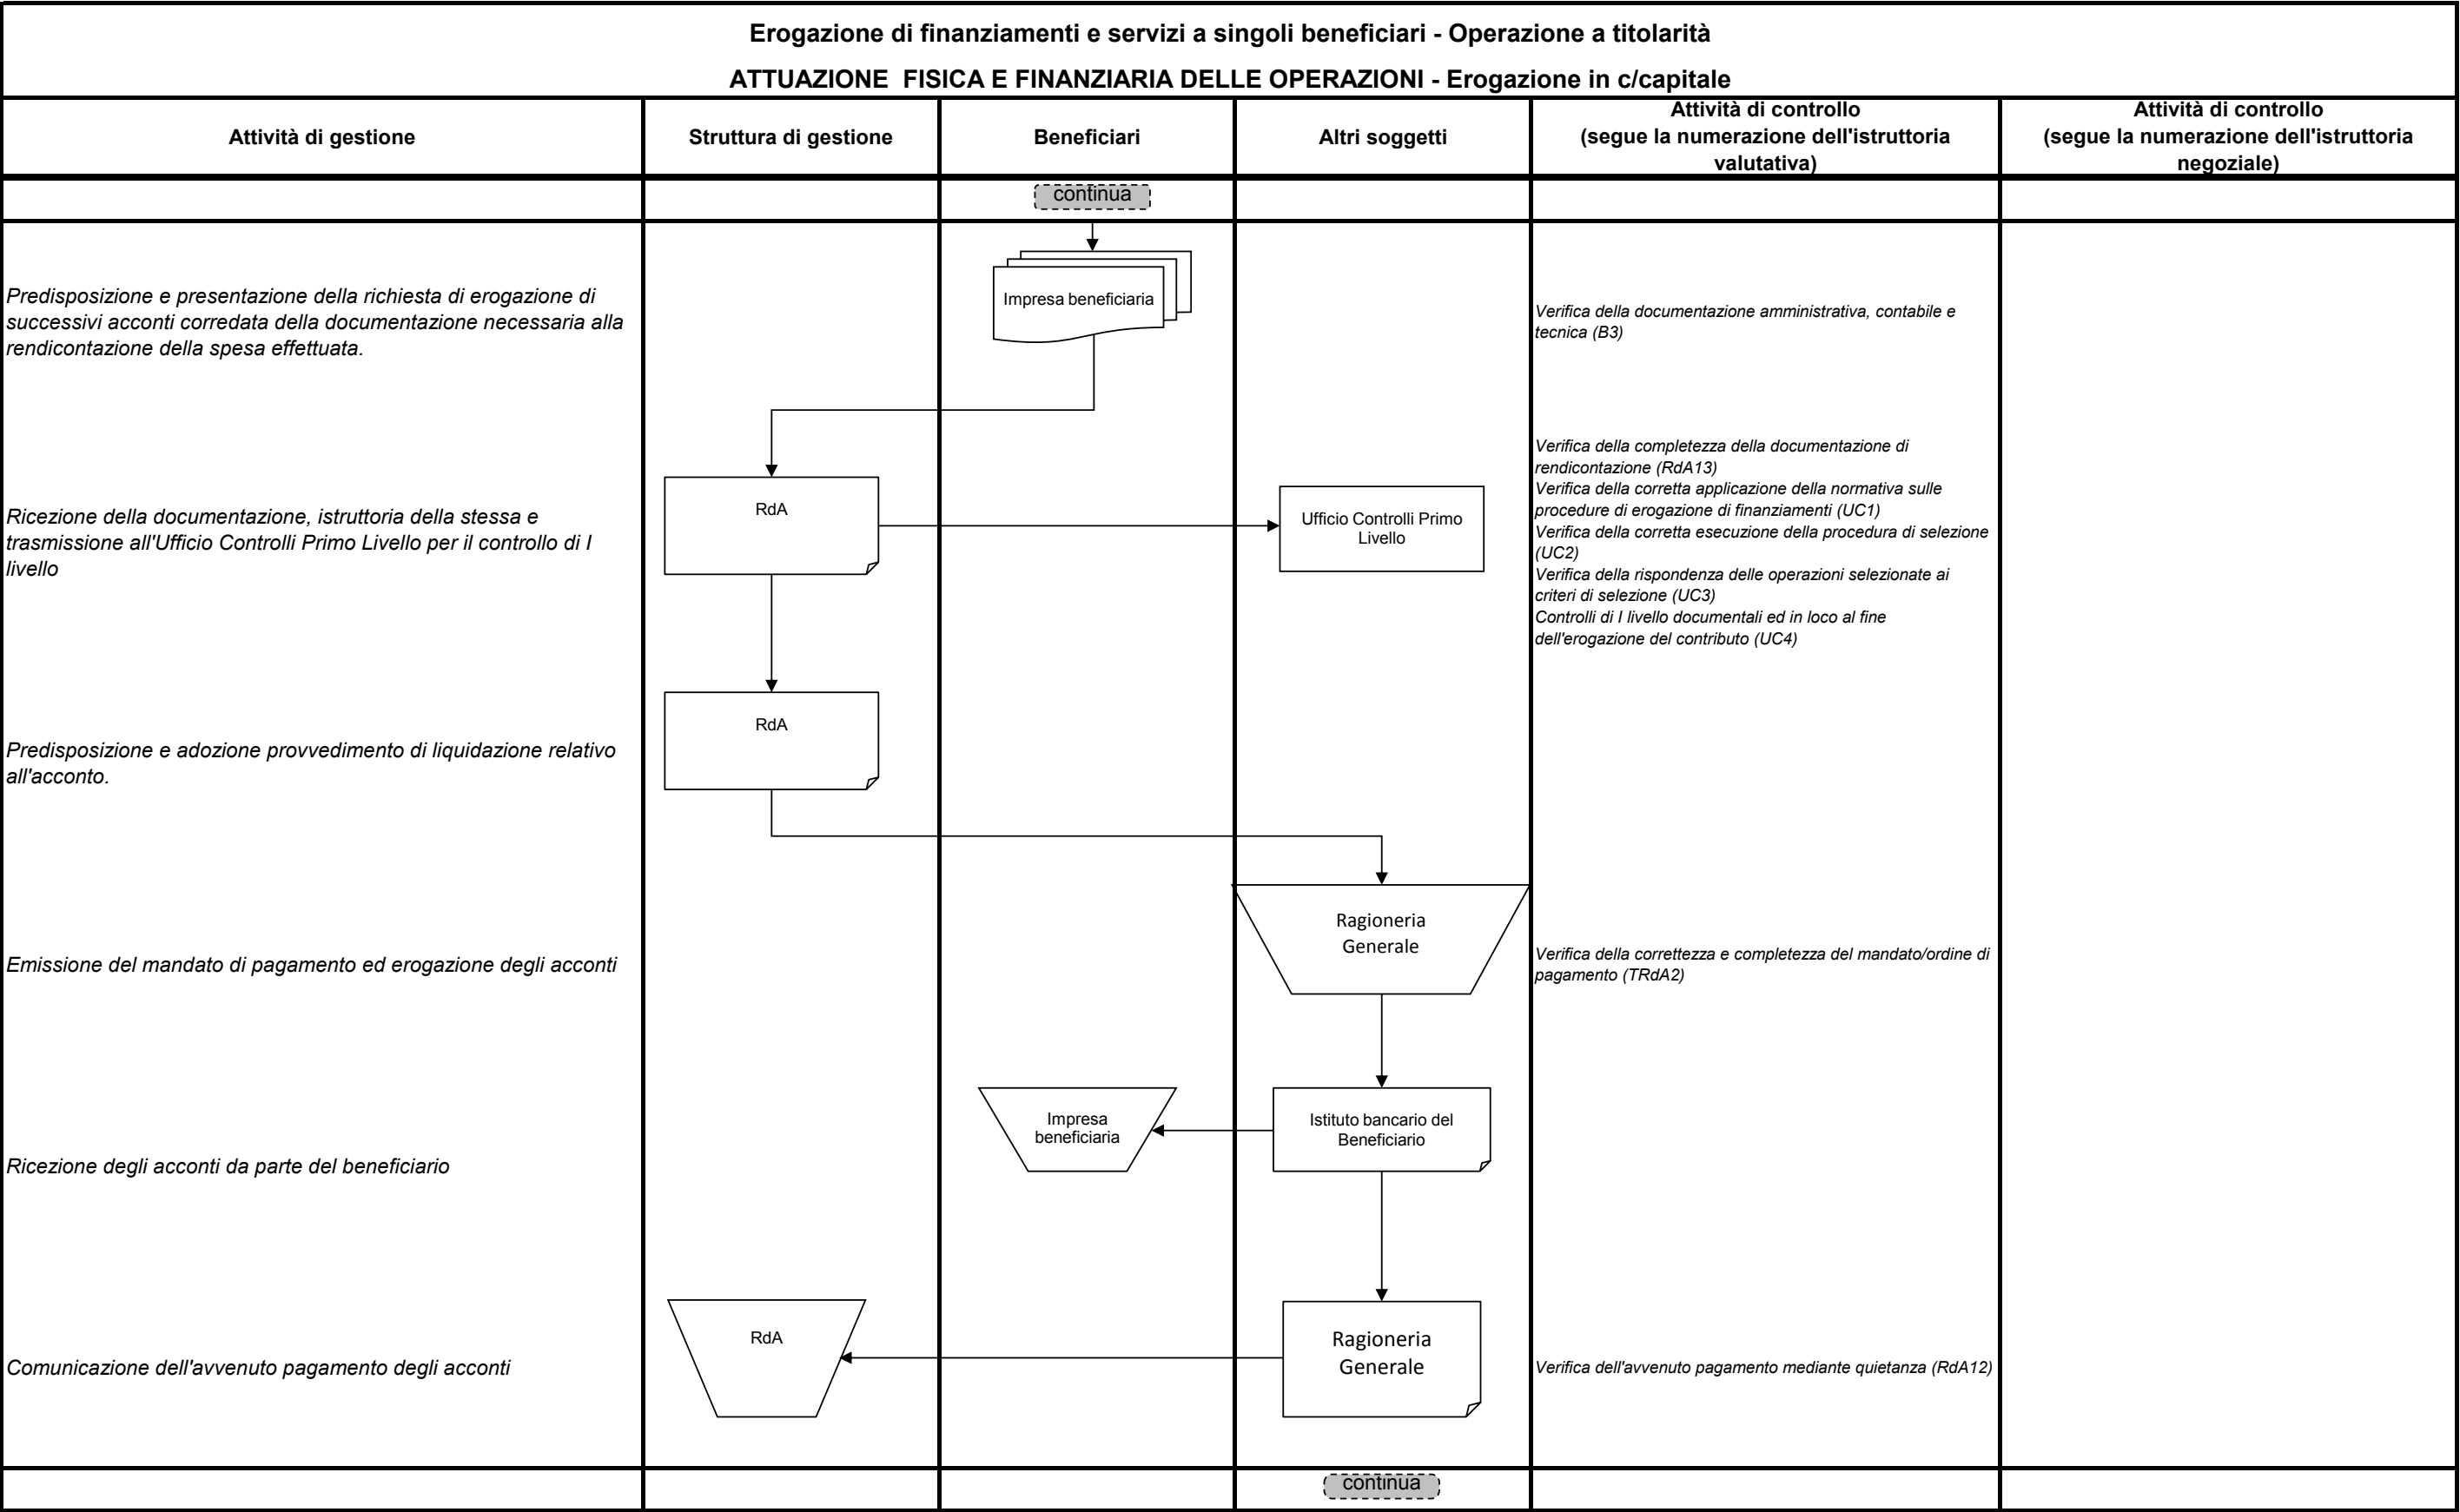 Erogazione di finanziamenti e servizi a singoli beneficiari - Operazione a titolarità
ATTUAZIONE FISICA E FINANZIARIA DELLE OPERAZIONI - Erogazione in c/capitale
Attività di gestione
Struttura di gestione
Beneficiari
Altri soggetti
Attività di controllo
(segue la numerazione dell'istruttoria
valutativa)
Attività di controllo
(segue la numerazione dell'istruttoria
negoziale)
continua
Predisposizione e presentazione della richiesta di erogazione di
successivi acconti corredata della documentazione necessaria alla
rendicontazione della spesa effettuata.
Impresa beneficiaria
Verifica della documentazione amministrativa, contabile e
tecnica (B3)
Ricezione della documentazione, istruttoria della stessa e
trasmissione all'Ufficio Controlli Primo Livello per il controllo di I
livello
RdA
Ufficio Controlli Primo
Livello
Verifica della completezza della documentazione di
rendicontazione (RdA13)
Verifica della corretta applicazione della normativa sulle
procedure di erogazione di finanziamenti (UC1)
Verifica della corretta esecuzione della procedura di selezione
(UC2)
Verifica della rispondenza delle operazioni selezionate ai
criteri di selezione (UC3)
Controlli di I livello documentali ed in loco al fine
dell'erogazione del contributo (UC4)
Predisposizione e adozione provvedimento di liquidazione relativo
all'acconto.
RdA
Emissione del mandato di pagamento ed erogazione degli acconti
Ragioneria
Generale
Verifica della correttezza e completezza del mandato/ordine di
pagamento (TRdA2)
Ricezione degli acconti da parte del beneficiario
Impresa
beneficiaria
Istituto bancario del
Beneficiario
Comunicazione dell'avvenuto pagamento degli acconti
RdA
Ragioneria
Generale
Verifica dell'avvenuto pagamento mediante quietanza (RdA12)
continua